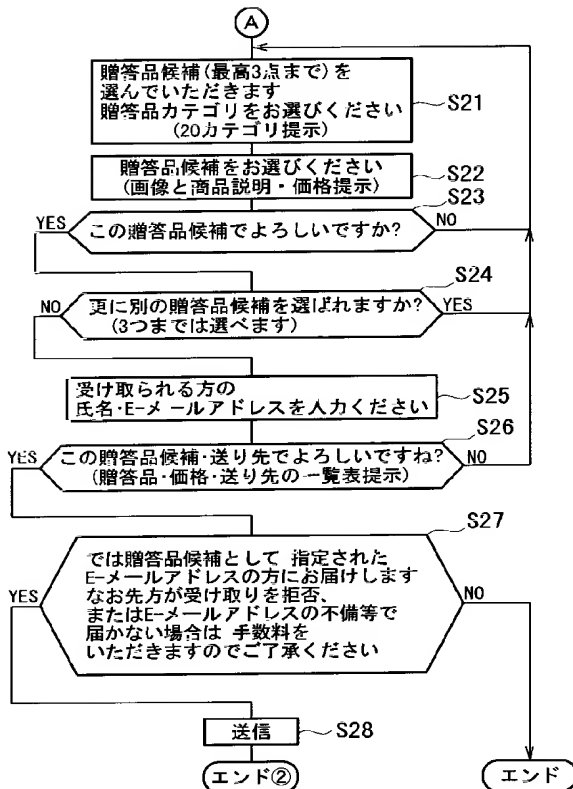 A
贈答品候補(最高3点まで)を
選んでいただきます
贈答品カテゴリをお選びください
(20カテゴリ提示)
S21
贈答品候補をお選びください
(画像と商品説明・価格提示)
S22
S23
YES
この贈答品候補でよろしいですか?
NO
S24
NO
更に別の贈答品候補を選ばれますか?
(3つまでは選べます)
YES
受け取られる方の
氏名・E-メールアドレスを入力ください
S25
S26
YES
この贈答品候補・送り先でよろしいですね?
(贈答品・価格・送り先の一覧表提示)
NO
S27
では贈答品候補として 指定された
E-メールアドレスの方にお届けします
なお先方が受け取りを拒否、
またはE-メールアドレスの不備等で
届かない場合は 手数料を
いただきますのでご了承ください
YES
NO
送信
S28
エンド②
エンド